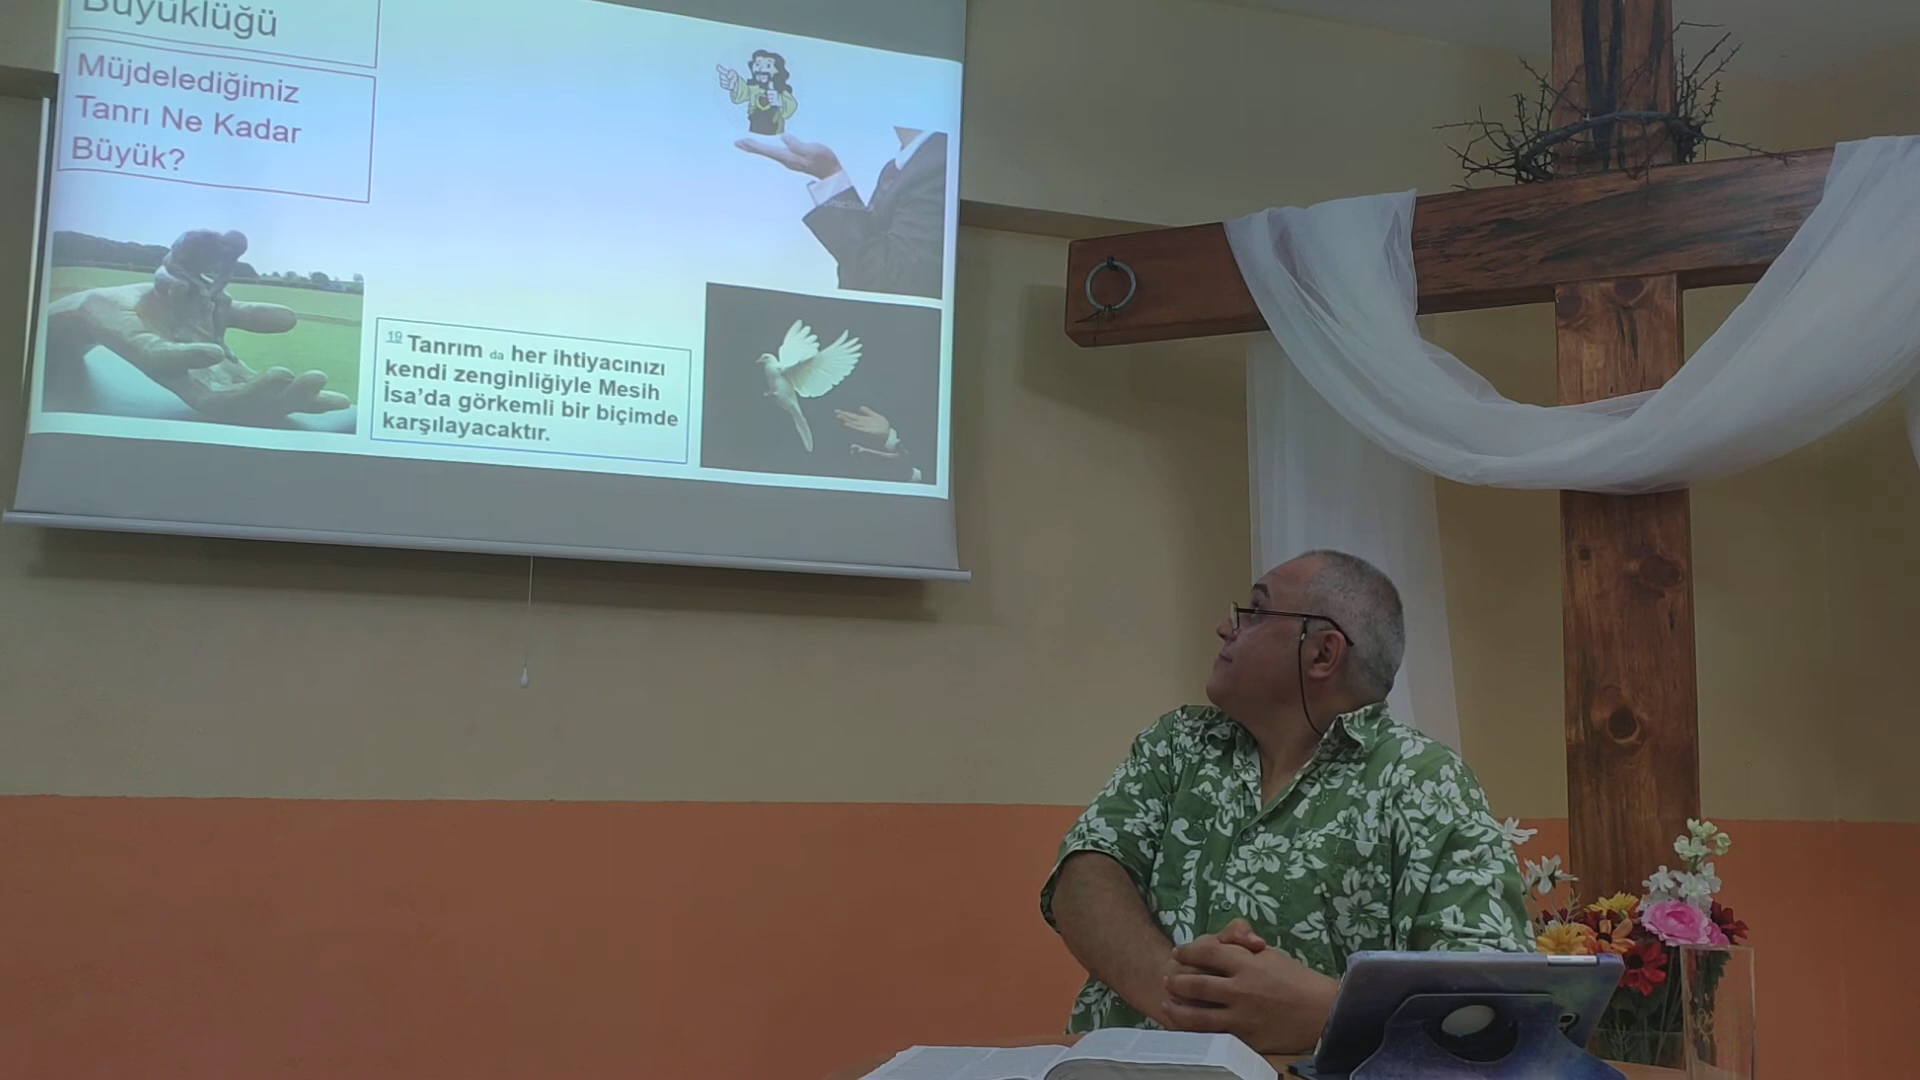 Büyüklüğü
Müjdelediğimiz
Tanrı Ne Kadar
Büyük?
19 Tanrım da her ihtiyacınızı
kendi zenginliğiyle Mesih
İsa’da görkemli bir biçimde
karşılayacaktır.